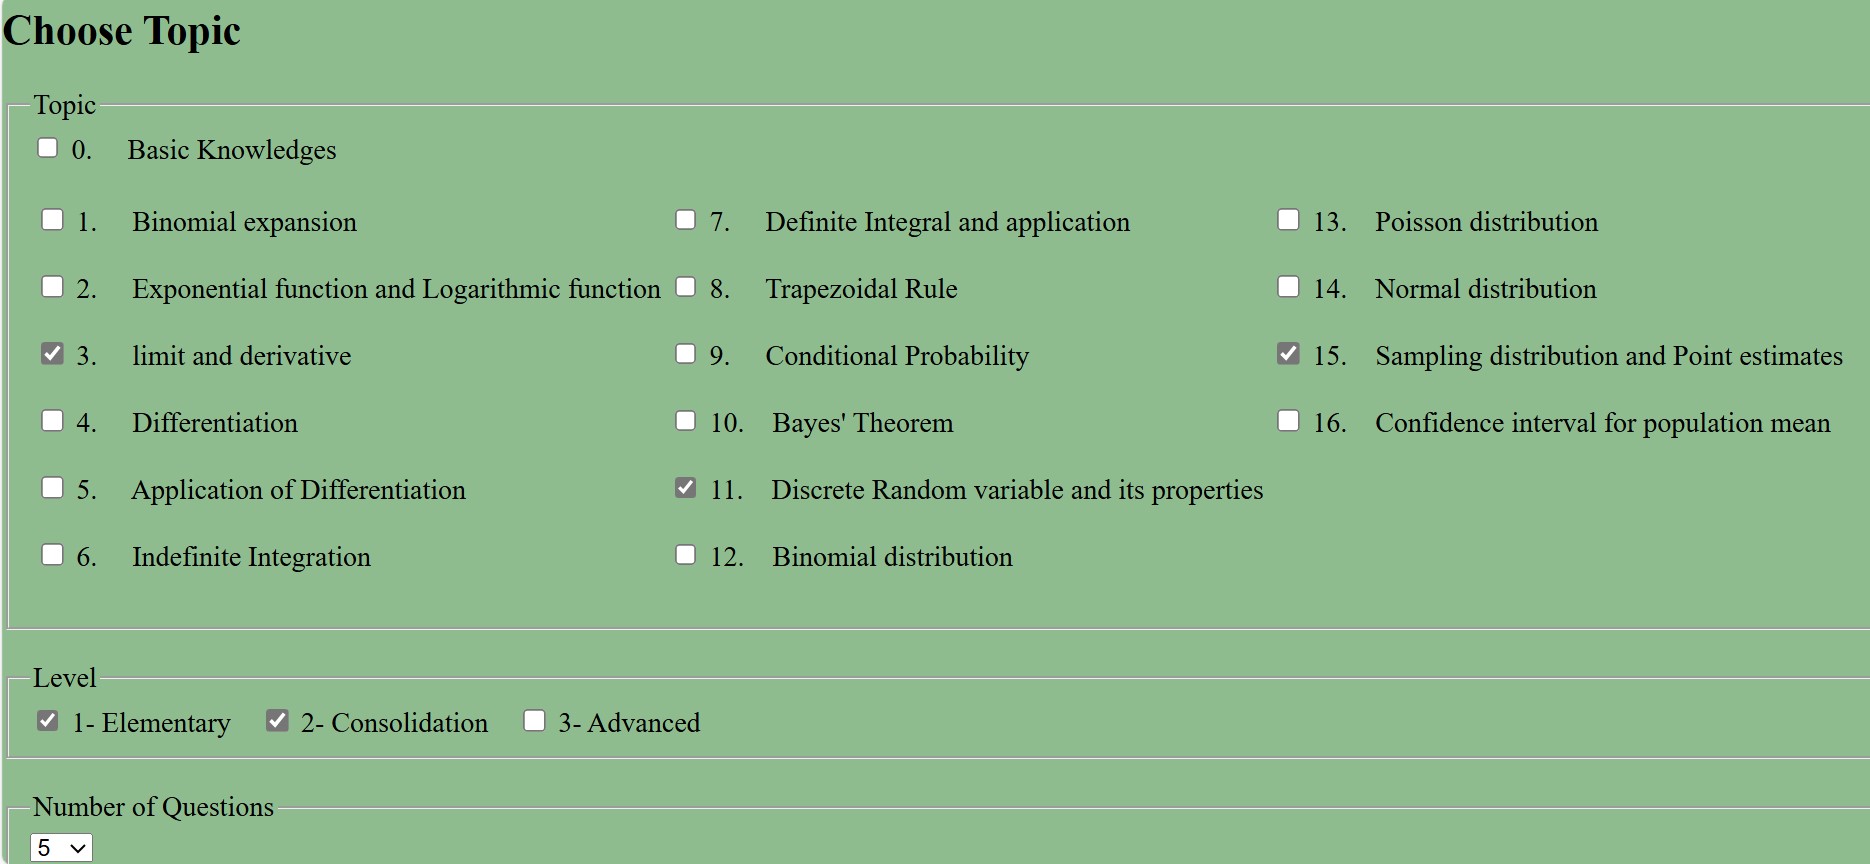 Choose Topic
Topic
0. Basic Knowledges
1. Binomial expansion
2. Exponential function and Logarithmic function
3. limit and derivative
4. Differentiation
5. Application of Differentiation
6. Indefinite Integration
7. Definite Integral and application
8. Trapezoidal Rule
9. Conditional Probability
10. Bayes' Theorem
11. Discrete Random variable and its properties
12. Binomial distribution
13. Poisson distribution
14. Normal distribution
15. Sampling distribution and Point estimates
16. Confidence interval for population mean
Level
1- Elementary 2- Consolidation 3- Advanced
Number of Questions
5